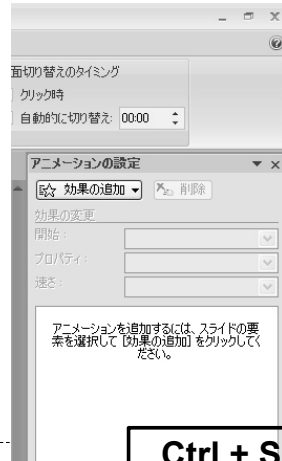 面切り替えのタイミング
クリック時
自動的に切り替え: 00:00
アニメーションの設定
効果の追加
削除
効果の変更
開始:
プロパティ:
速さ:
アニメーションを追加するには、スライドの要
素を選択して [効果の追加] をクリックしてく
ださい。
Ctrl + S